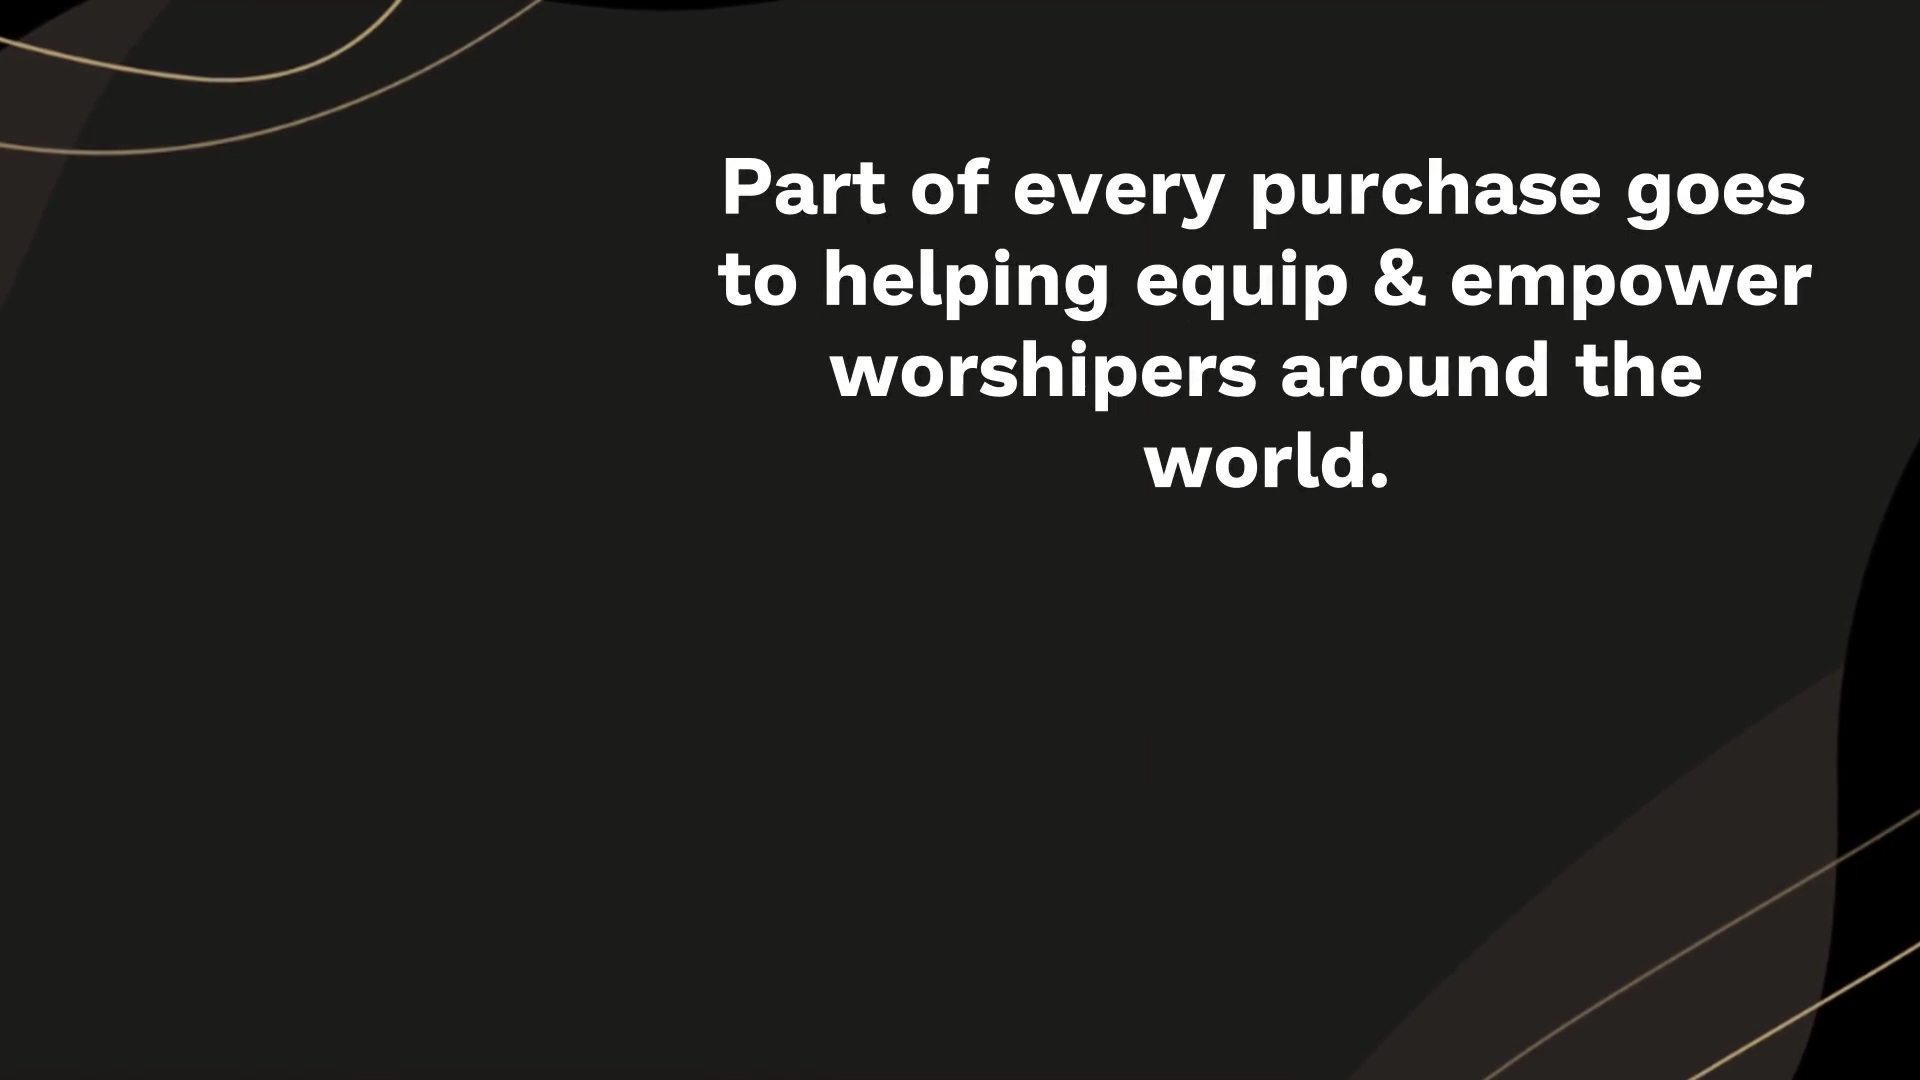 Part of every purchase goes
to helping equip & empower
worshipers around the
world.